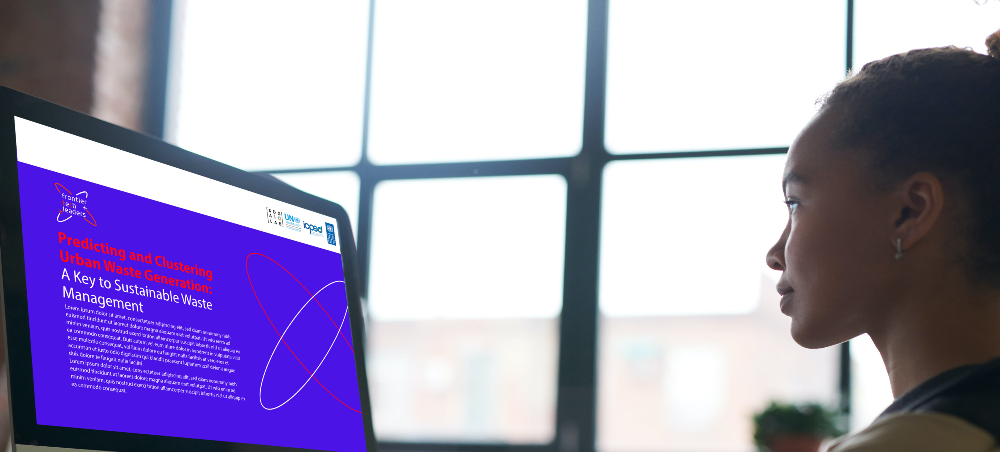 SDG
AI
LAB
UN
TECHNOLOGY
icpsd
UN
DP
frontier
tech
leaders
Predicting and Clustering
Urban Waste Generation:
A Key to Sustainable Waste
Management
Lorem ipsum dolor sit amet, consectetuer adipiscing elit, sed diam nonummy nibh
euismod tincidunt ut laoreet dolore magna aliquam erat volutpat. Ut wisi enim ad
minim veniam, quis nostrud exerci tation ullamcorper suscipit lobortis nisl ut aliquip ex
ea commodo consequat. Duis autem vel eum iriure dolor in hendrerit in vulputate velit
esse molestie consequat, vel illum dolore eu feugiat nulla facilisis at vero eros et
accumsan et iusto odio dignissim qui blandit praesent luptatum zzril delenit augue
duis dolore te feugait nulla facilisi.
Lorem ipsum dolor sit amet, cons ectetuer adipiscing elit, sed diam nonummy nibh
euismod tincidunt ut laoreet dolore magna aliquam erat volutpat. Ut wisi enim ad
minim veniam, quis nostrud exerci tation ullamcorper suscipit lobortis nisl ut aliquip ex
ea commodo consequat.